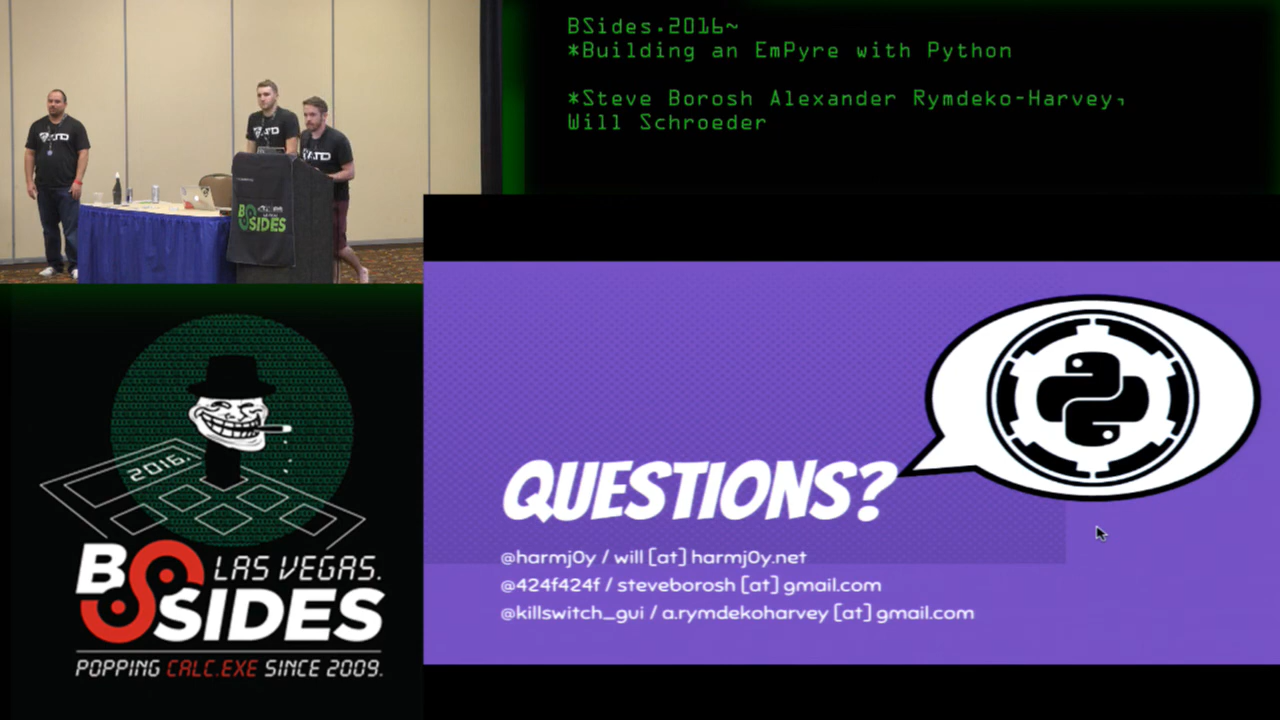 BSides.2016~
*Building an EmPyre with Python
*Steve Borosh Alexander Rymdeko-Harvey,
Will Schroeder
BSIDES
2016.
BSIDES
LAS VEGAS.
POPPING CALC.EXE SINCE 2009.
QUESTIONS?
@harmj0y / will [at] harmj0y.net
@424f424f / steveborosh [at] gmail.com
@killswitch_gui / a.rymdekoharvey [at] gmail.com